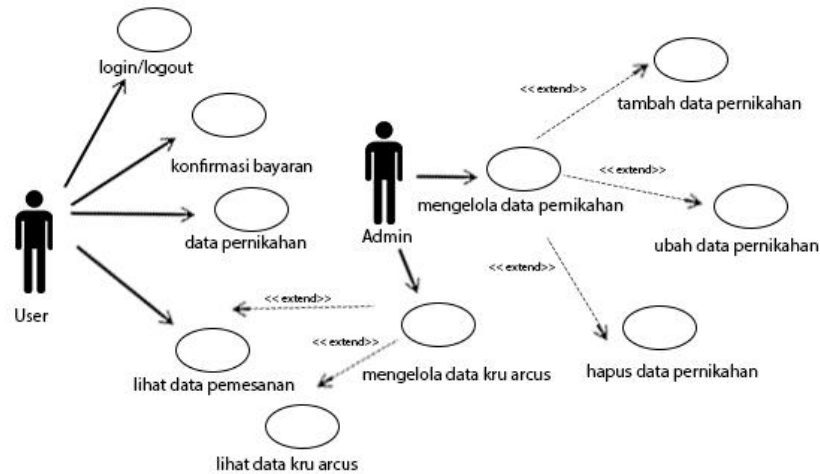 login/logout
<< extend>>
tambah data pernikahan
konfirmasi bayaran
<< extend>>
mengelola data pernikahan
data pernikahan
Admin
ubah data pernikahan
User
<< extend>>
<< extend>>
<< extend>>
lihat data pemesanan
mengelola data kru arcus
hapus data pernikahan
lihat data kru arcus